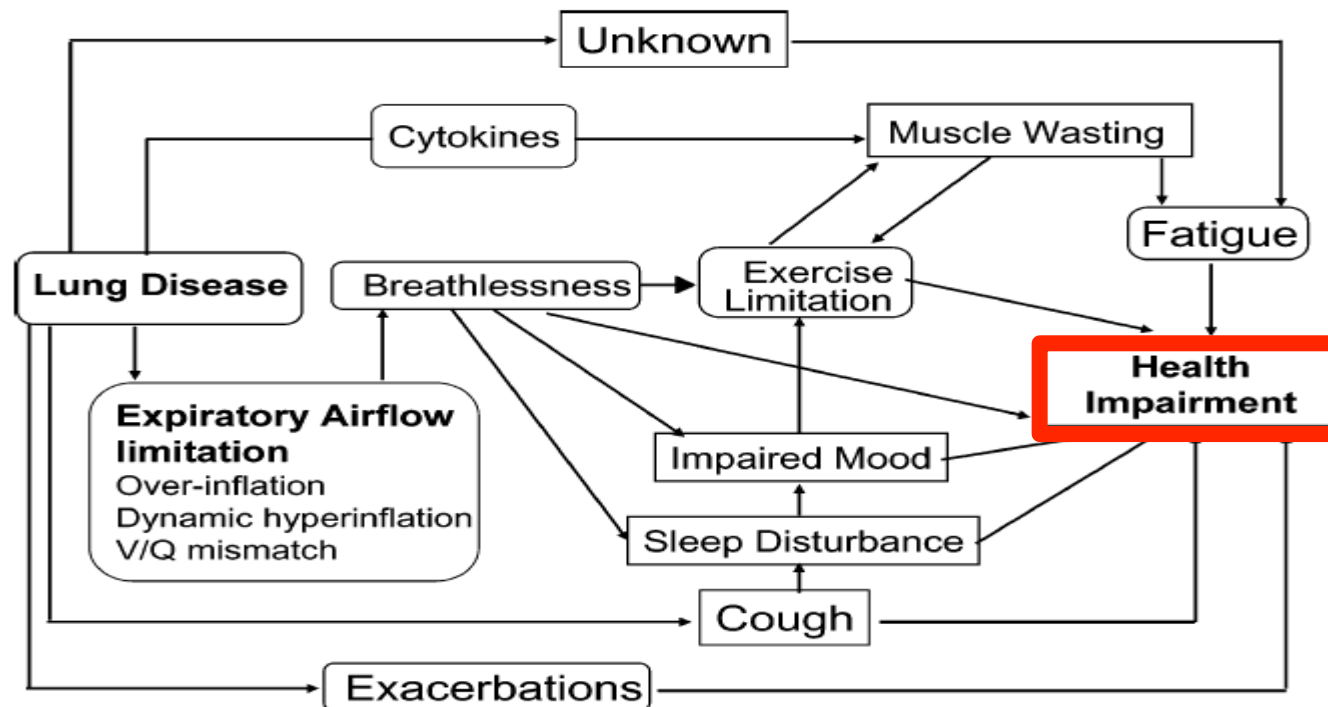 Unknown
Cytokines
Muscle Wasting
Fatigue
Lung Disease
Breathlessness
Exercise
Limitation
Health
Impairment
Expiratory Airflow
limitation
Over-inflation
Dynamic hyperinflation
V/Q mismatch
Impaired Mood
Sleep Disturbance
Cough
Exacerbations